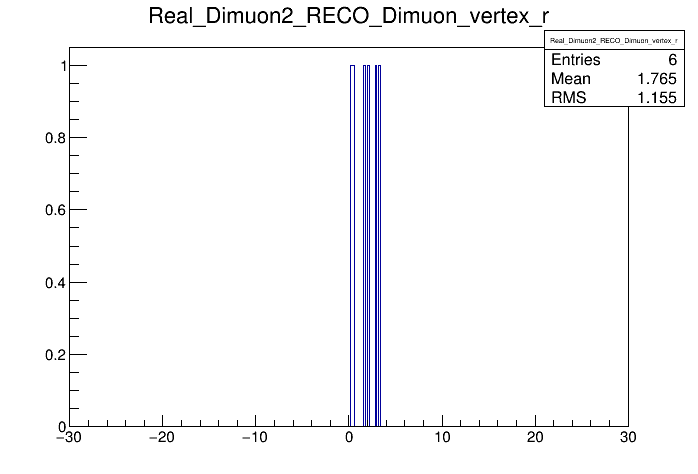 Real_Dimuon2_RECO_Dimuon_vertex_r
Real_Dimuon2_RECO_Dimuon_vertex_r
Entries 6
Mean 1.765
RMS 1.155
1
0.8
0.6
0.4
0.2
0
−30 −20 −10 0 10 20 30